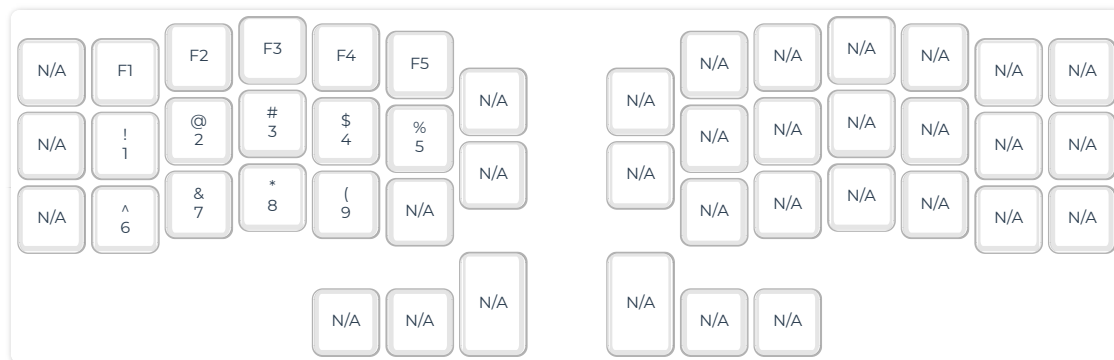 N/A F1 F2 F3 F4 F5 N/A N/A N/A N/A N/A N/A N/A N/A
N/A ! @ # $ % N/A N/A N/A N/A N/A N/A N/A N/A
1 2 3 4 5
N/A ^ & * ( N/A N/A N/A N/A N/A N/A N/A
6 7 8 9
N/A N/A N/A N/A N/A N/A